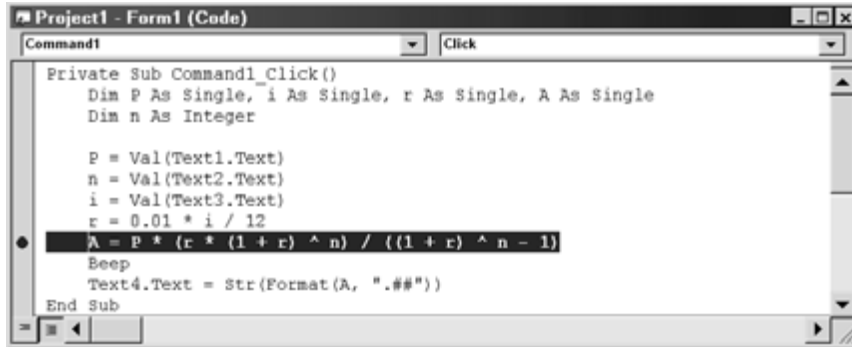 Project1 - Form1 (Code)
Command1 Click
Private Sub Command1_Click()
Dim P As Single, i As Single, r As Single, A As Single
Dim n As Integer
P = Val(Text1.Text)
n = Val(Text2.Text)
i = Val(Text3.Text)
r = 0.01 * i / 12
A = P * (r * (1 + r) ^ n) / ((1 + r) ^ n - 1)
Beep
Text4.Text = Str(Format(A, ".##"))
End Sub